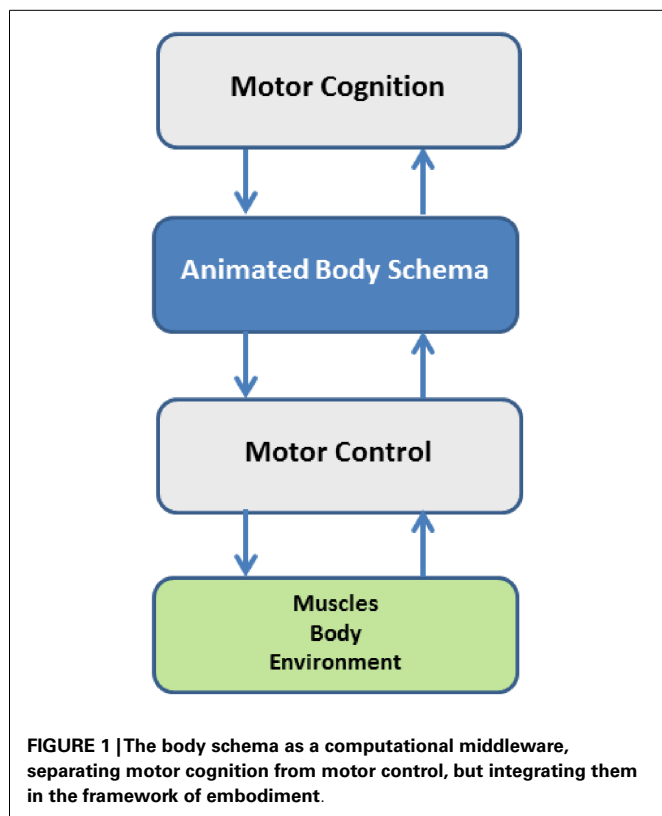 Motor Cognition
Animated Body Schema
Motor Control
Muscles
Body
Environment
FIGURE 1 | The body schema as a computational middleware,
separating motor cognition from motor control, but integrating them
in the framework of embodiment.